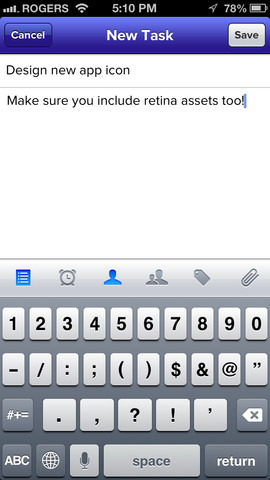 ROGERS 5:10 PM 78%
Cancel New Task Save
Design new app icon
Make sure you include retina assets too!
1 2 3 4 5 6 7 8 9 0
- / : ; ( ) $ & @ ”
#+= . , ? ! ’
ABC space return